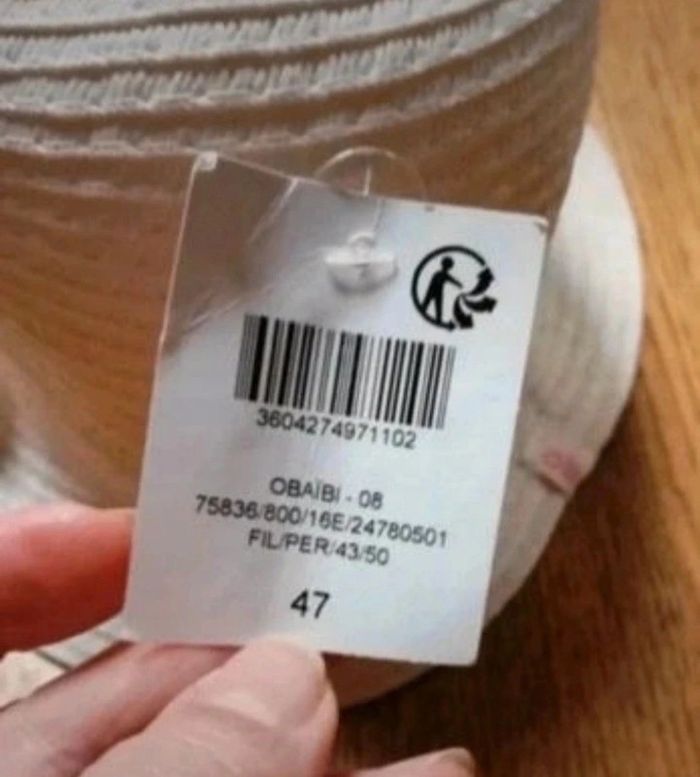 3604274971102
OBAÏBI - 08
75836/800/16E/24780501
FIL/PER/43/50
47